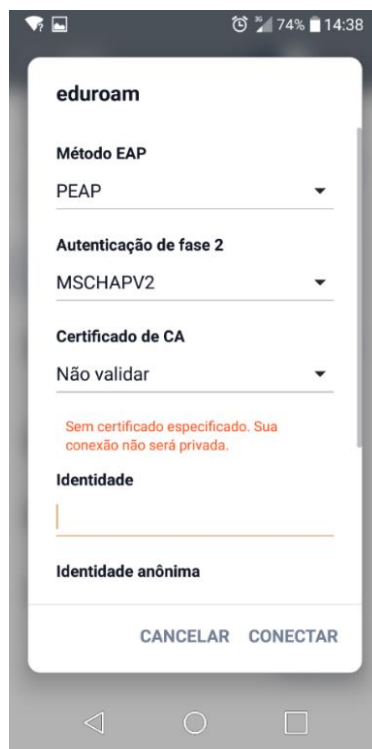 3G 74% 14:38
eduroam
Método EAP
PEAP
Autenticação de fase 2
MSCHAPV2
Certificado de CA
Não validar
Sem certificado especificado. Sua
conexão não será privada.
Identidade
Identidade anônima
CANCELAR CONECTAR